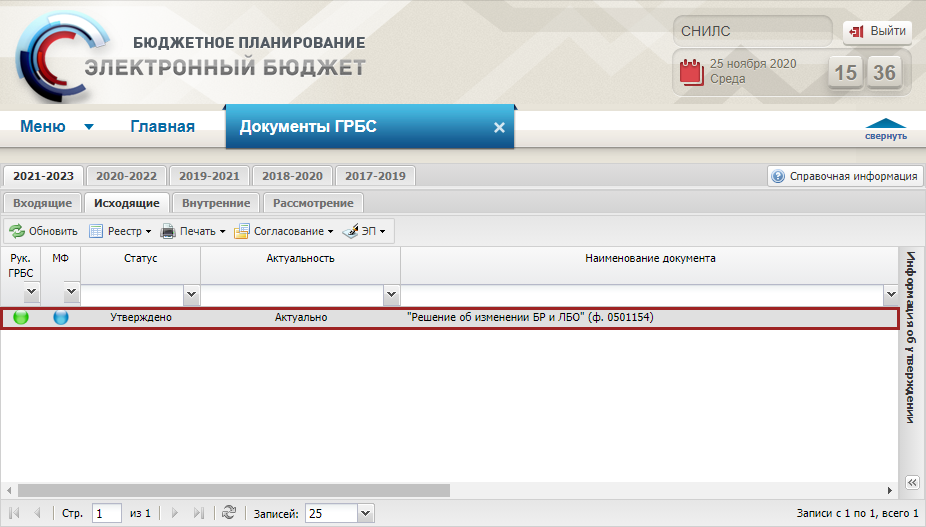 БЮДЖЕТНОЕ ПЛАНИРОВАНИЕ
ЭЛЕКТРОННЫЙ БЮДЖЕТ
СНИЛС
Выйти
25 ноября 2020
Среда
15 36
Меню Главная Документы ГРБС
свернуть
2021-2023 2020-2022 2019-2021 2018-2020 2017-2019 Справочная информация
Входящие Исходящие Внутренние Рассмотрение
Обновить Реестр Печать Согласование ЭП
Рук. ГРБС МФ Статус Актуальность Наименование документа
Утверждено Актуально "Решение об изменении БР и ЛБО" (ф. 0501154)
Информация об утверждении
Стр. 1 из 1 Записей: 25 Записи с 1 по 1, всего 1